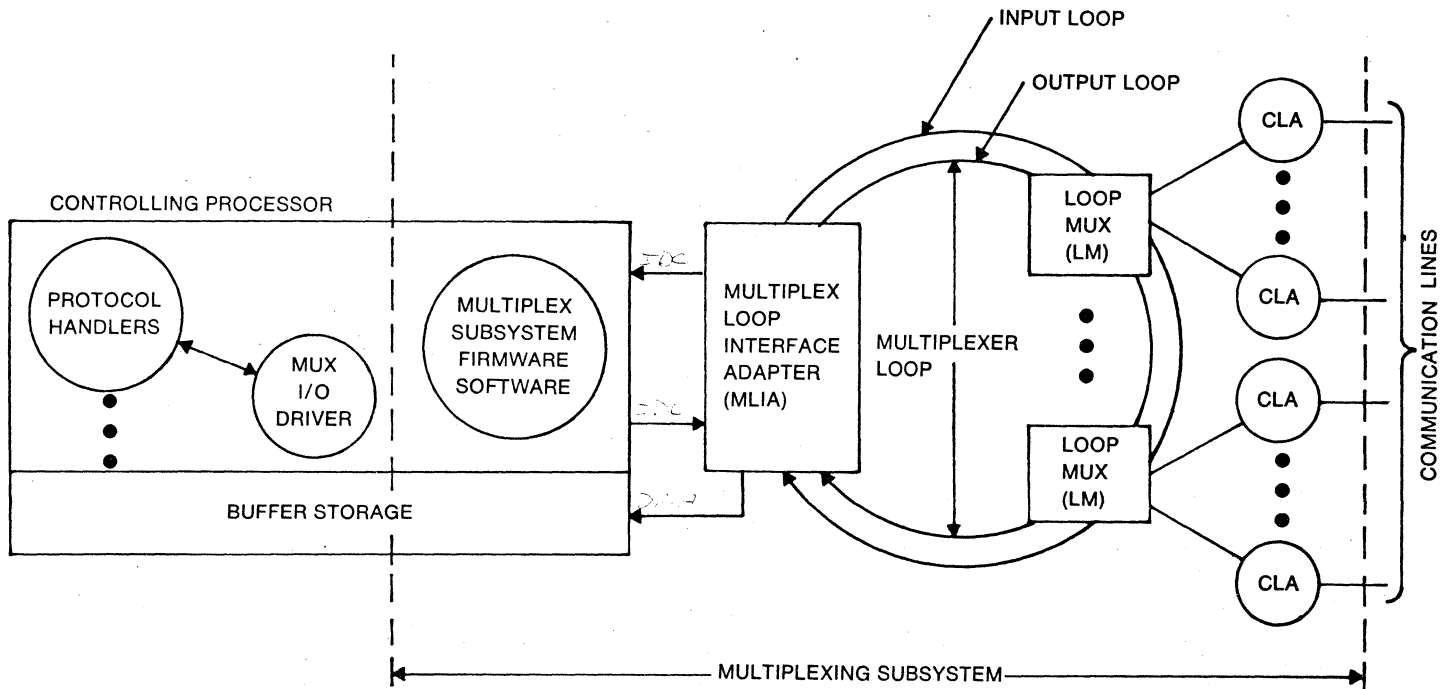 INPUT LOOP
OUTPUT LOOP
CONTROLLING PROCESSOR
PROTOCOL
HANDLERS
MUX
I/O
DRIVER
MULTIPLEX
SUBSYSTEM
FIRMWARE
SOFTWARE
BUFFER STORAGE
MULTIPLEX
LOOP
INTERFACE
ADAPTER
(MLIA)
MULTIPLEXER
LOOP
LOOP
MUX
(LM)
LOOP
MUX
(LM)
CLA
CLA
CLA
CLA
COMMUNICATION LINES
MULTIPLEXING SUBSYSTEM